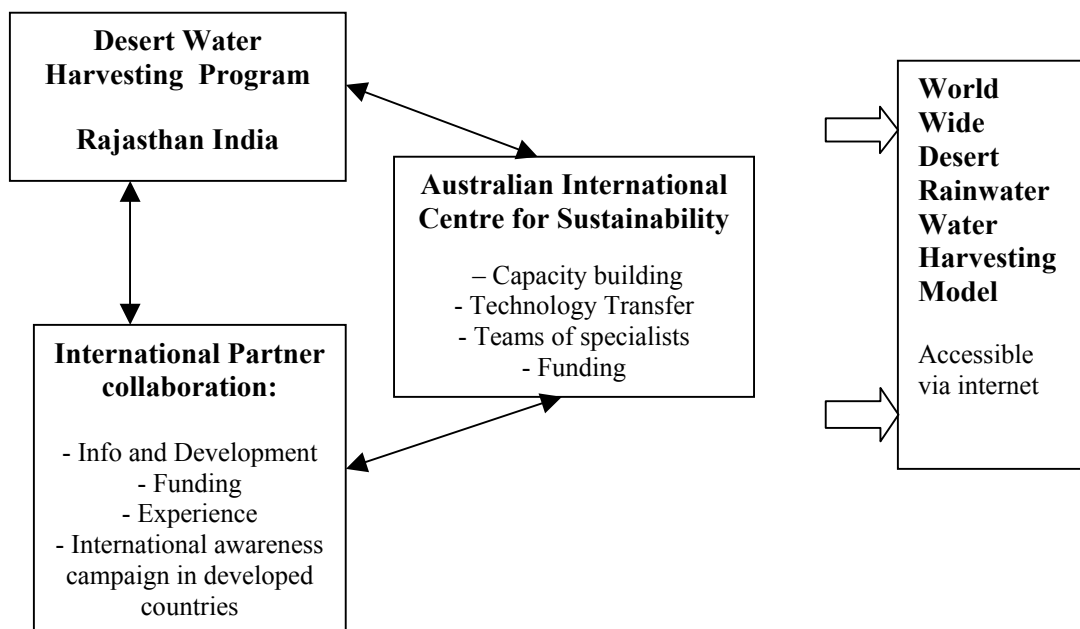 Desert Water
Harvesting Program
Rajasthan India
Australian International
Centre for Sustainability
– Capacity building
- Technology Transfer
- Teams of specialists
- Funding
International Partner
collaboration:
- Info and Development
- Funding
- Experience
- International awareness
campaign in developed
countries
World
Wide
Desert
Rainwater
Water
Harvesting
Model
Accessible
via internet